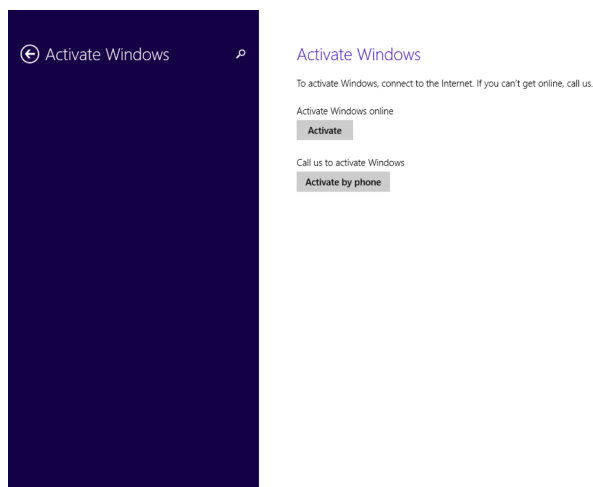 Activate Windows
Activate Windows
To activate Windows, connect to the Internet. If you can't get online, call us.
Activate Windows online
Activate
Call us to activate Windows
Activate by phone